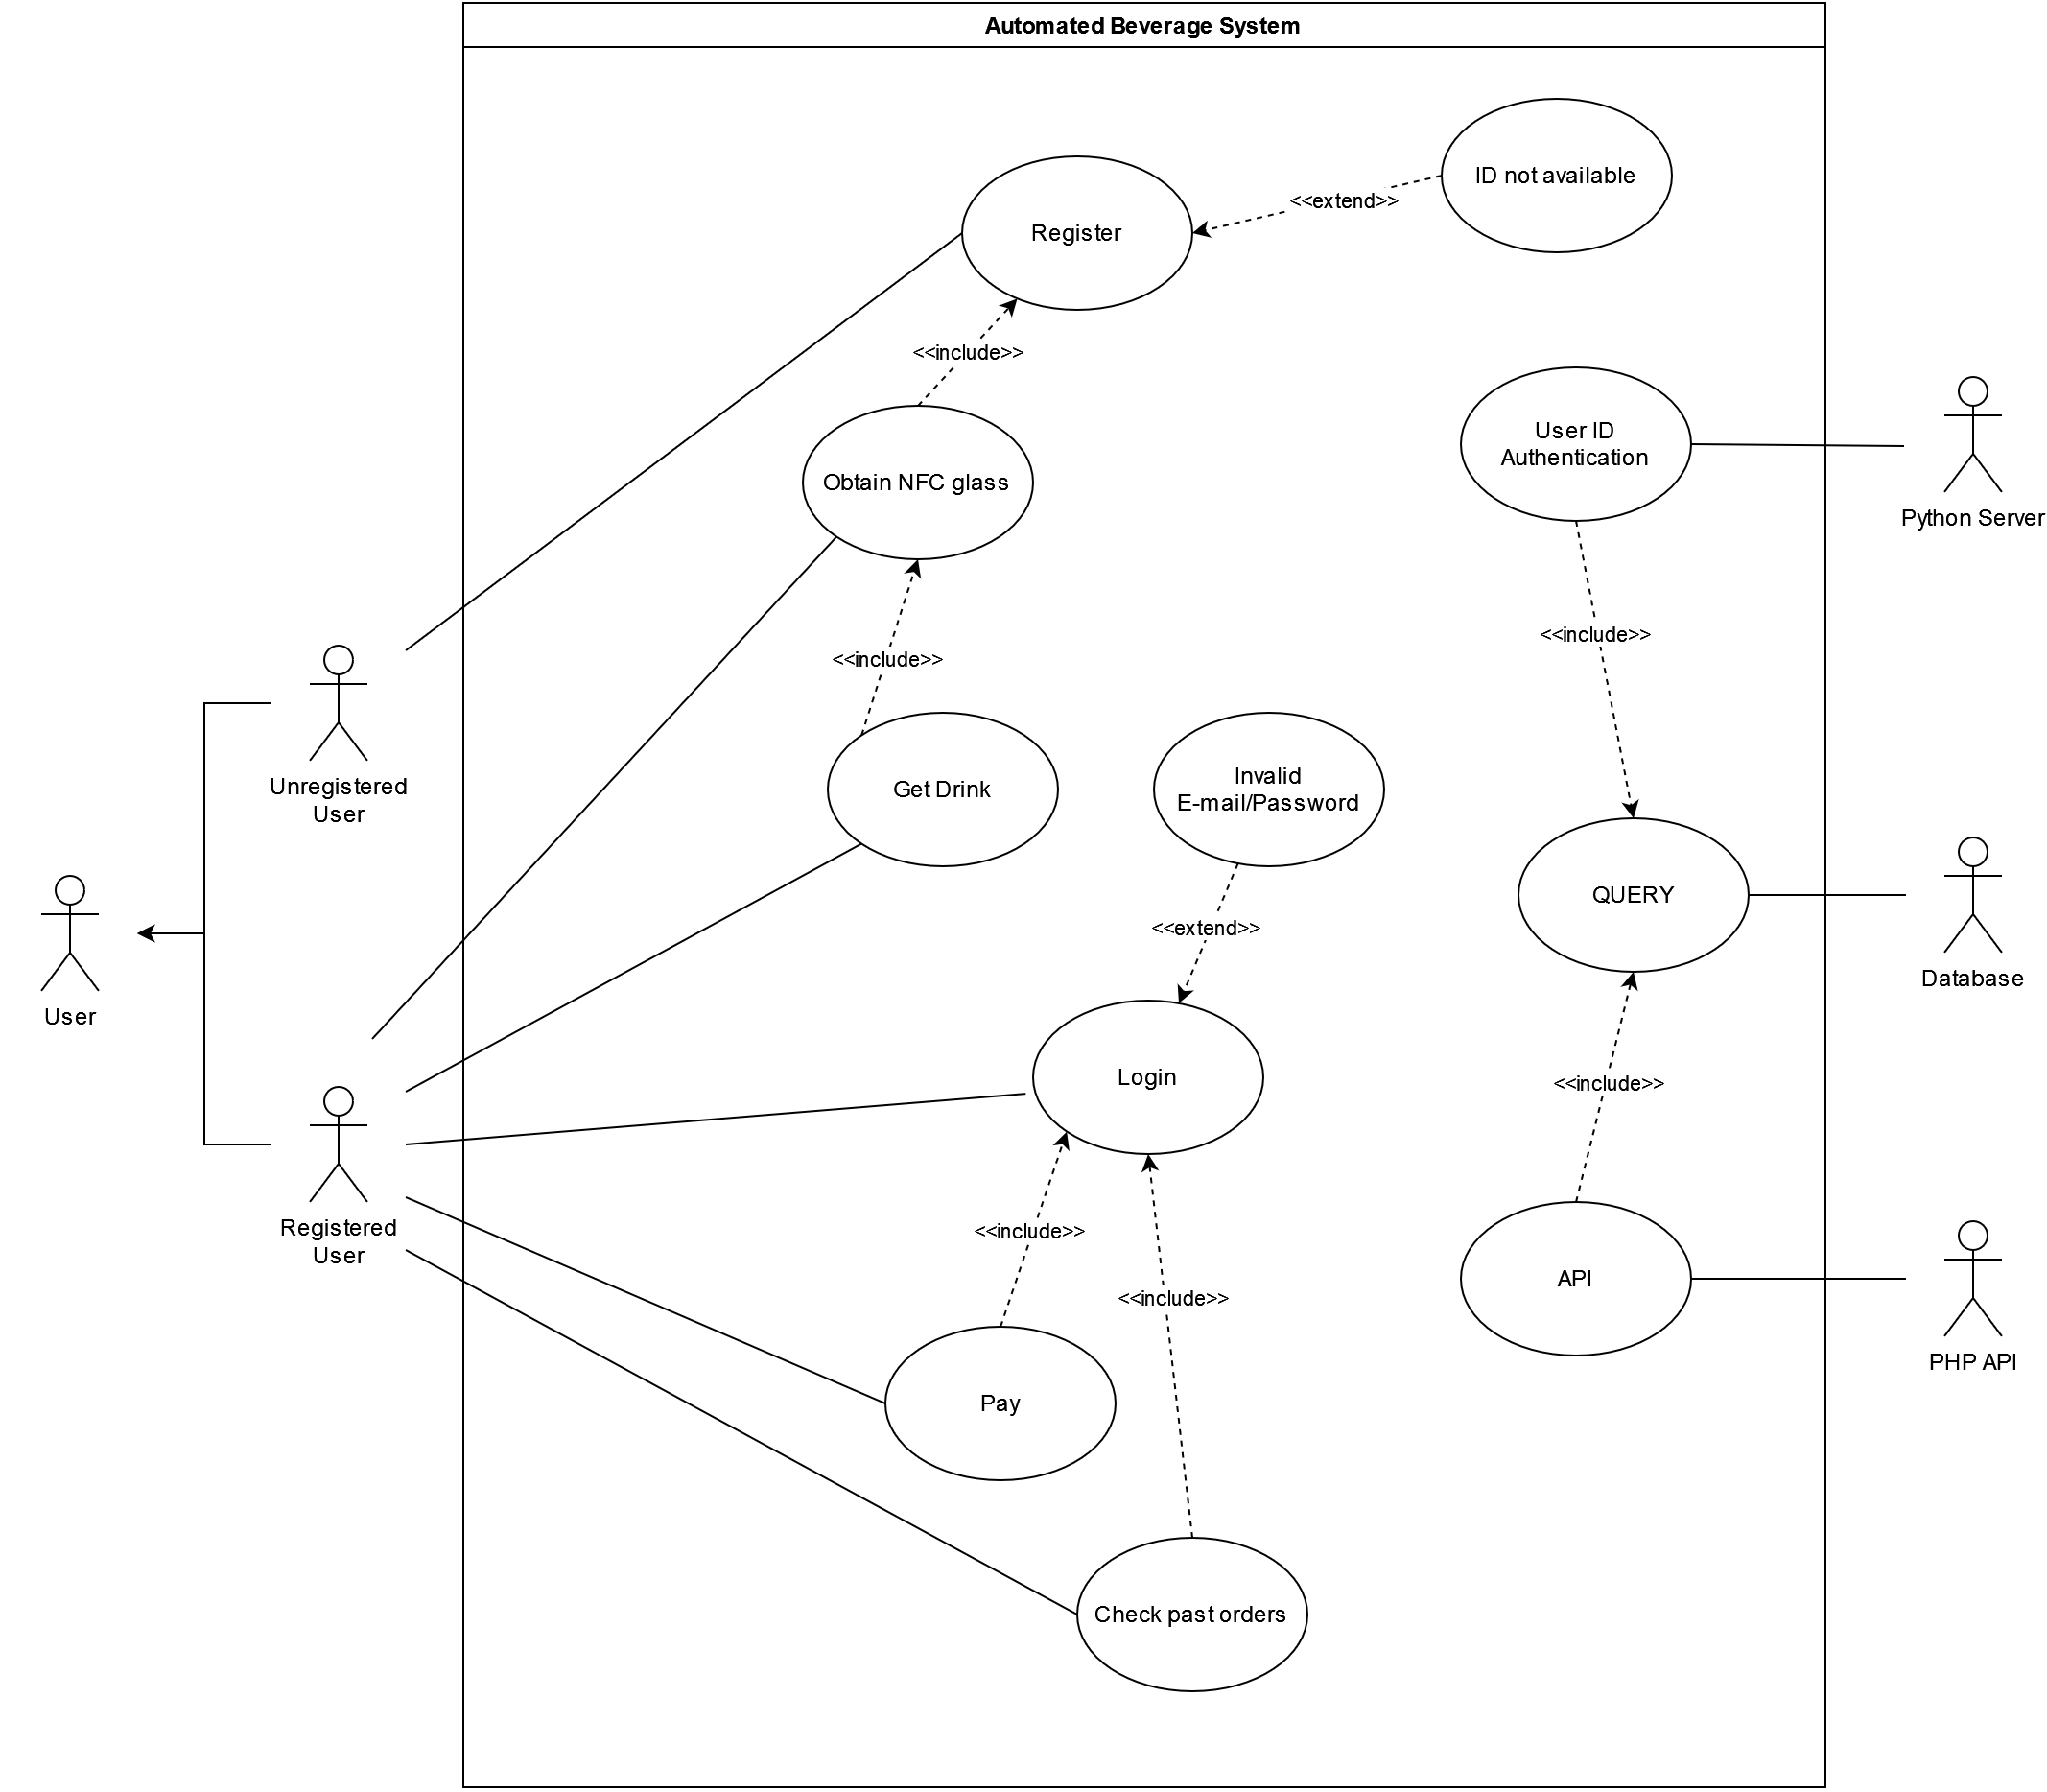 Automated Beverage System
ID not available
<<extend>>
Register
<<include>>
User ID
Authentication
Obtain NFC glass
Python Server
<<include>>
<<include>>
Unregistered
User
Get Drink
Invalid
E-mail/Password
QUERY
<<extend>>
Database
User
Login
<<include>>
Registered
User
<<include>>
API
<<include>>
PHP API
Pay
Check past orders